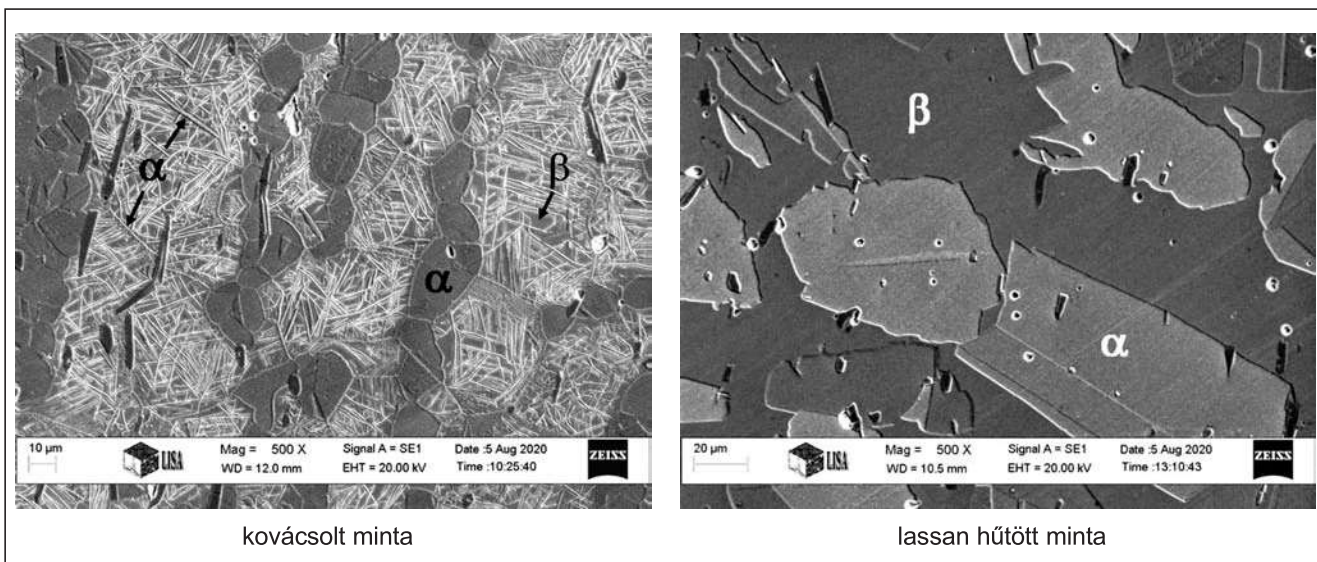 α
β
α
10 µm
LISA
Mag = 500 X
WD = 12.0 mm
Signal A = SE1
EHT = 20.00 kV
Date :5 Aug 2020
Time :10:25:40
ZEISS
kovácsolt minta
β
α
20 µm
LISA
Mag = 500 X
WD = 10.5 mm
Signal A = SE1
EHT = 20.00 kV
Date :5 Aug 2020
Time :13:10:43
ZEISS
lassan hűtött minta